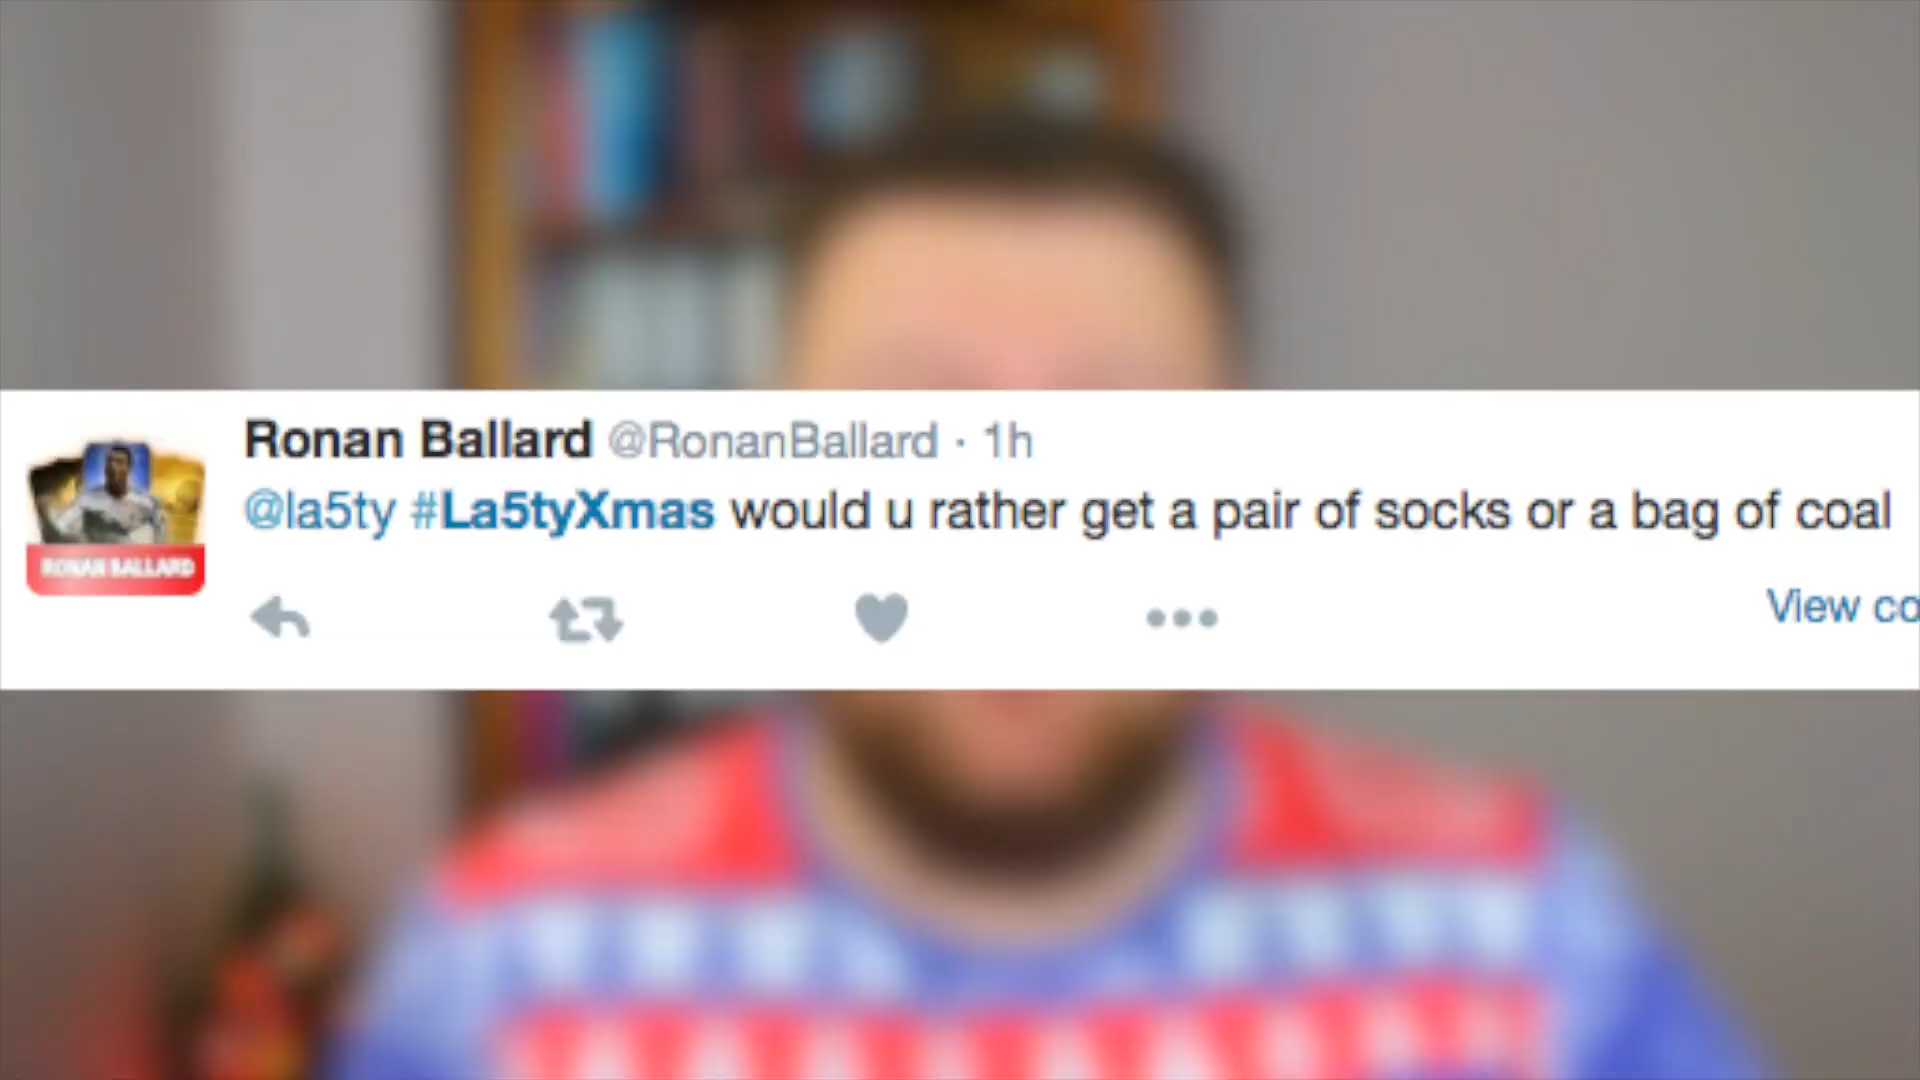 Ronan Ballard @RonanBallard · 1h
@la5ty #La5tyXmas would u rather get a pair of socks or a bag of coal
RONAN BALLARD
View co